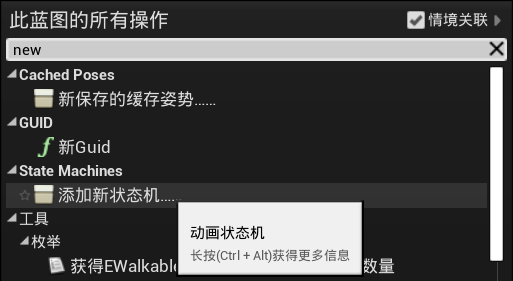 此蓝图的所有操作 情境关联
new
Cached Poses
新保存的缓存姿势......
GUID
f 新Guid
State Machines
添加新状态机......
动画状态机
长按(Ctrl + Alt)获得更多信息
工具
枚举
获得EWalkable 数量